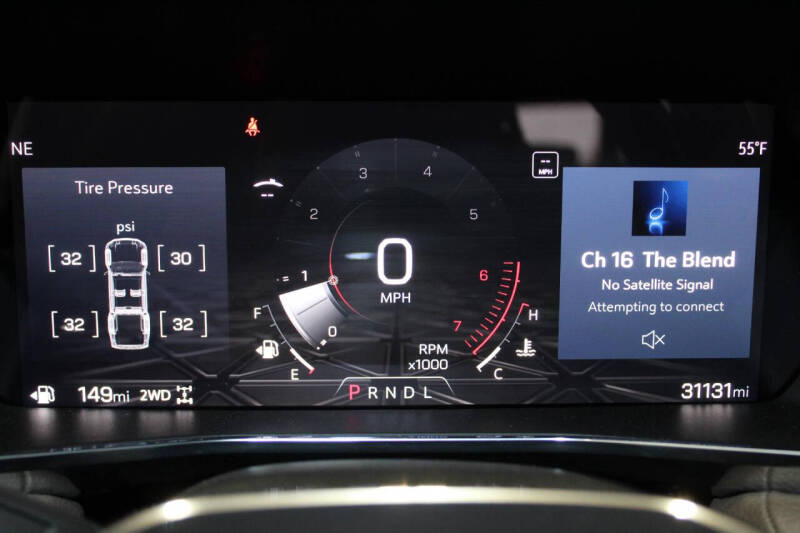 NE
55°F
Tire Pressure
psi
32
30
32
32
--
-- MPH
0
1
2
3
4
5
6
7
0
MPH
RPM
x1000
F
E
H
C
Ch 16 The Blend
No Satellite Signal
Attempting to connect
149mi 2WD
P R N D L
31131mi